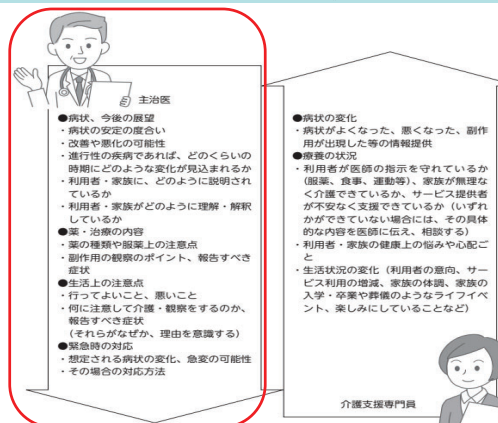 主治医
●病状、今後の展望
・病状の安定の度合い
・改善や悪化の可能性
・進行性の疾病であれば、どのくらいの
時期にどのような変化が見込まれるか
・利用者・家族に、どのように説明されて
いるか
・利用者・家族がどのように理解・解釈
しているか
●薬・治療の内容
・薬の種類や服薬上の注意点
・副作用の観察のポイント、報告すべき
症状
●生活上の注意点
・行ってよいこと、悪いこと
・何に注意して介護・観察をするのか、
報告すべき症状
（それらがなぜか、理由を意識する）
●緊急時の対応
・想定される病状の変化、急変の可能性
・その場合の対応方法
●病状の変化
・病状がよくなった、悪くなった、副作
用が出現した等の情報提供
●療養の状況
・利用者が医師の指示を守れているか
（服薬、食事、運動等）、家族が無理な
く介護できているか、サービス提供者
が不安なく支援できているか（いずれ
かができていない場合には、その具体
的な内容を医師に伝え、相談する）
・利用者・家族の健康上の悩みや心配ご
と
・生活状況の変化（利用者の意向、サー
ビス利用の増減、家族の体調、家族の
入学・卒業や葬儀のようなライフイベ
ント、楽しみにしていることなど）
介護支援専門員